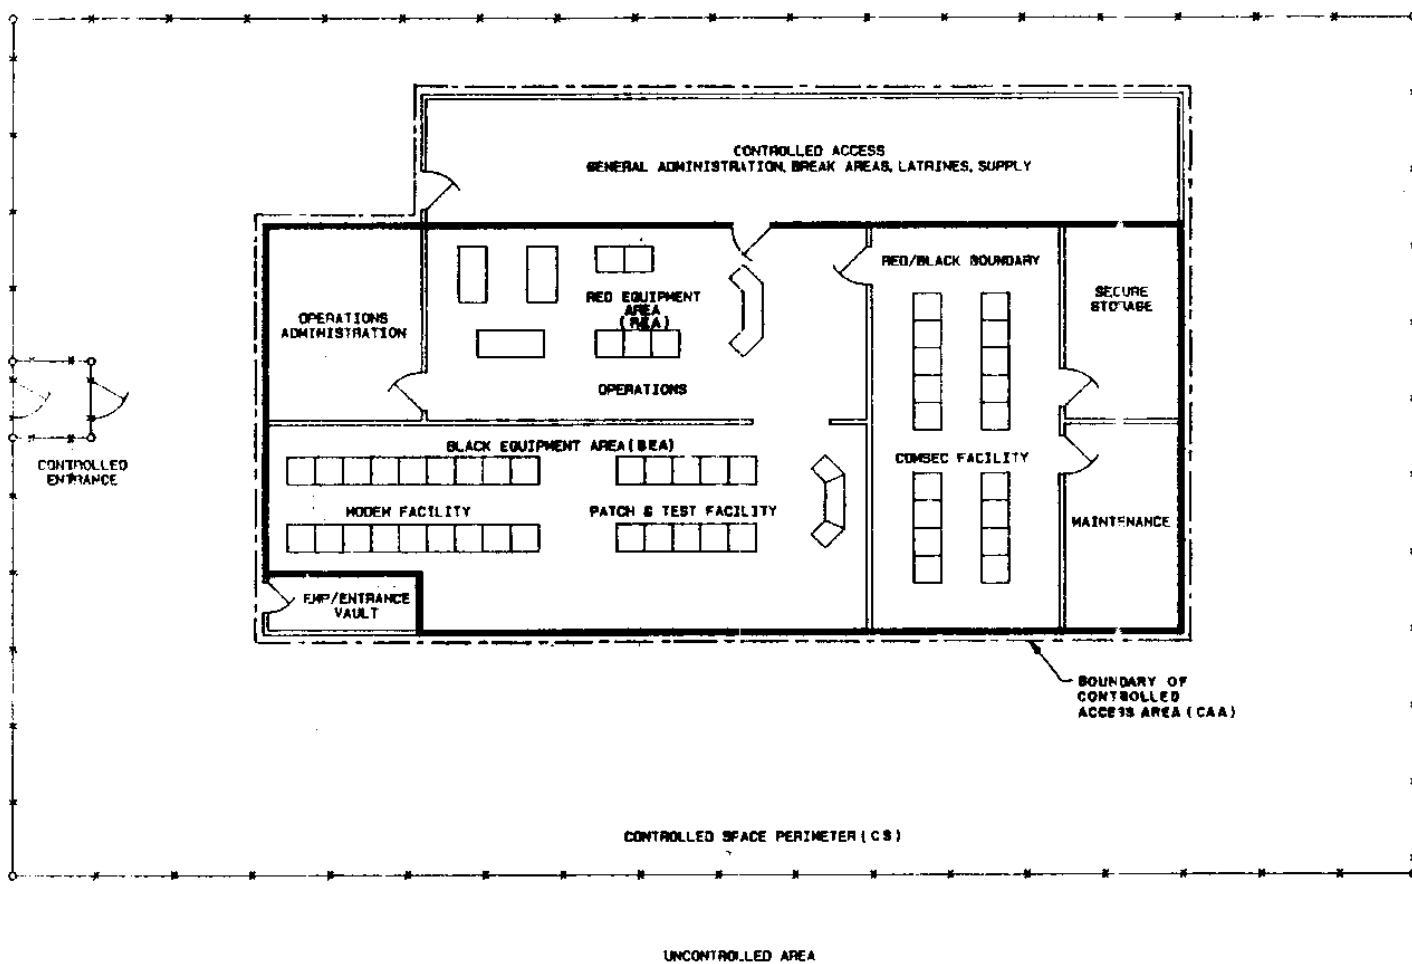 CONTROLLED ACCESS
GENERAL ADMINISTRATION, BREAK AREAS, LATRINES, SUPPLY
RED/BLACK BOUNDARY
SECURE
STORAGE
RED EQUIPMENT
AREA
(REA)
OPERATIONS
ADMINISTRATION
OPERATIONS
BLACK EQUIPMENT AREA (BEA)
COMSEC FACILITY
CONTROLLED
ENTRANCE
MODEM FACILITY
PATCH & TEST FACILITY
MAINTENANCE
EMP/ENTRANCE
VAULT
BOUNDARY OF
CONTROLLED
ACCESS AREA (CAA)
CONTROLLED SPACE PERIMETER (CS)
UNCONTROLLED AREA